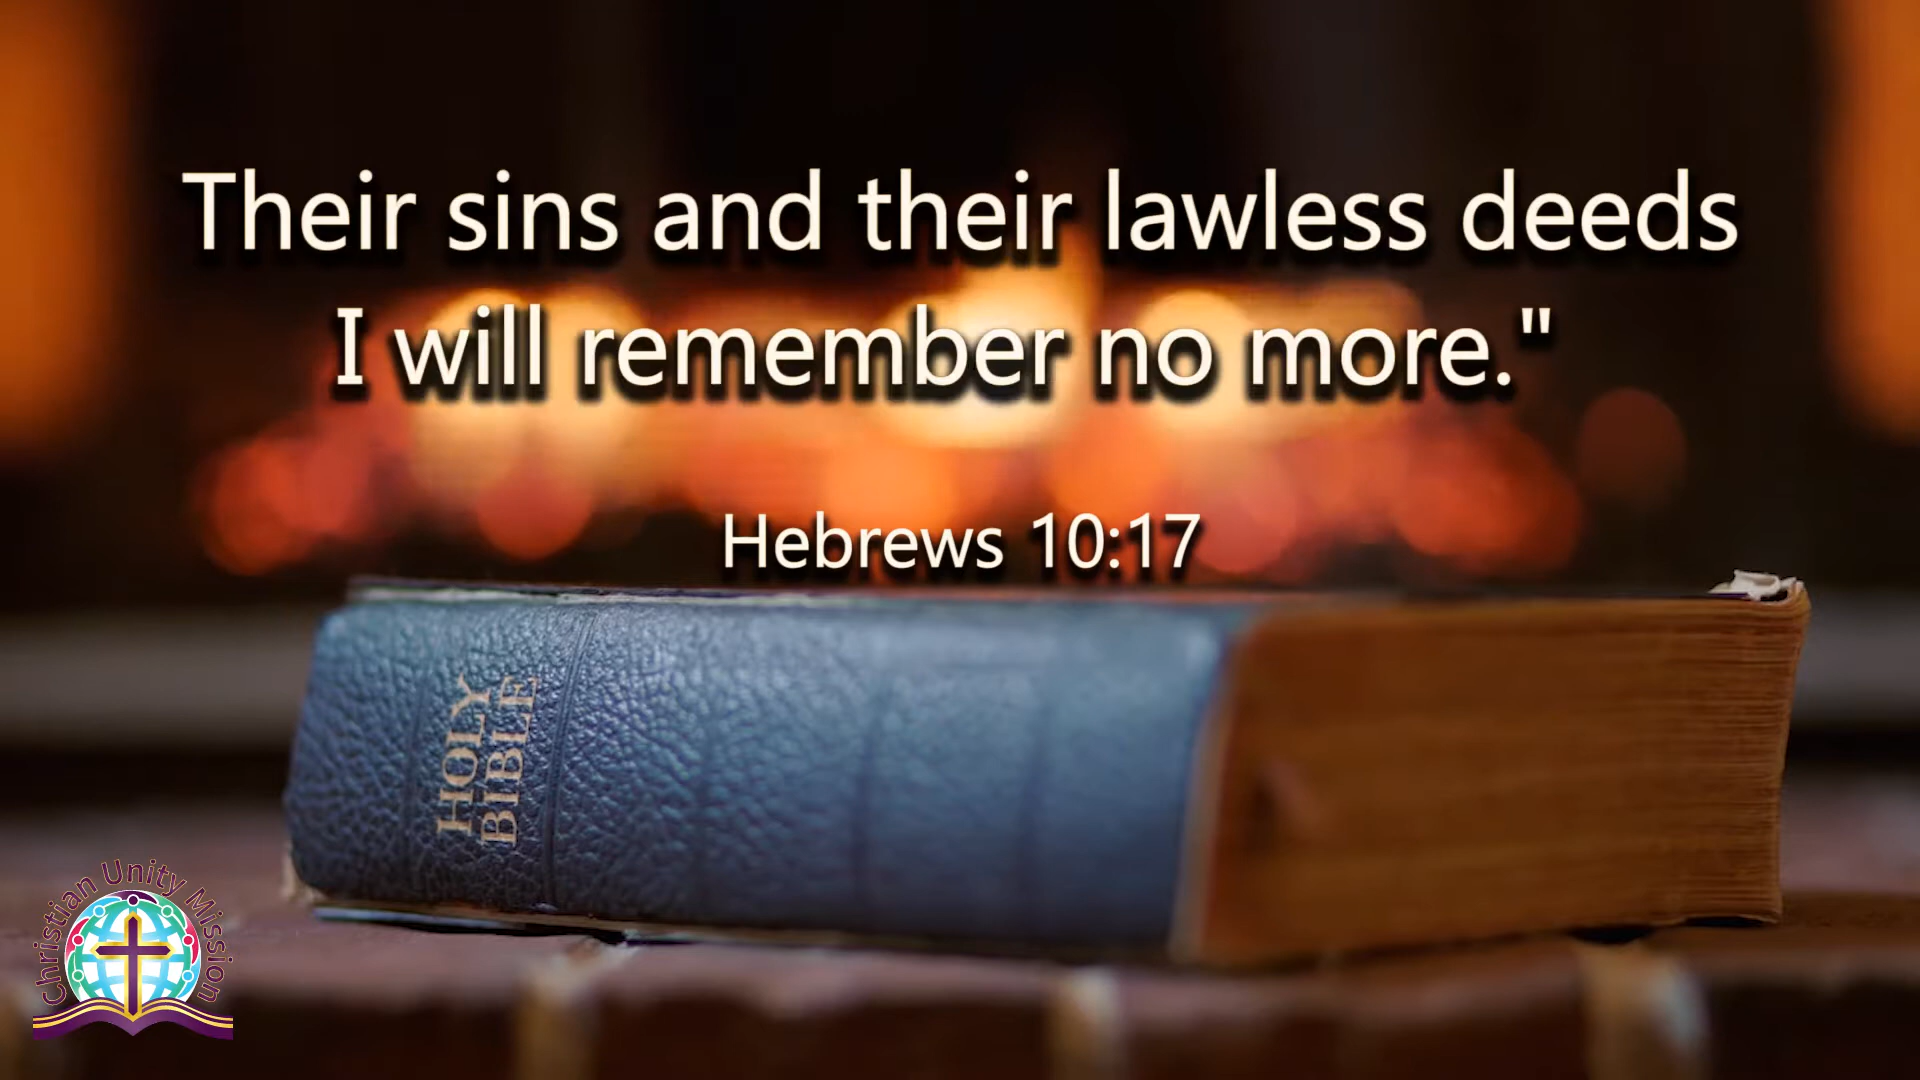 Their sins and their lawless deeds
I will remember no more."
Hebrews 10:17
HOLY
BIBLE
Christian Unity Mission